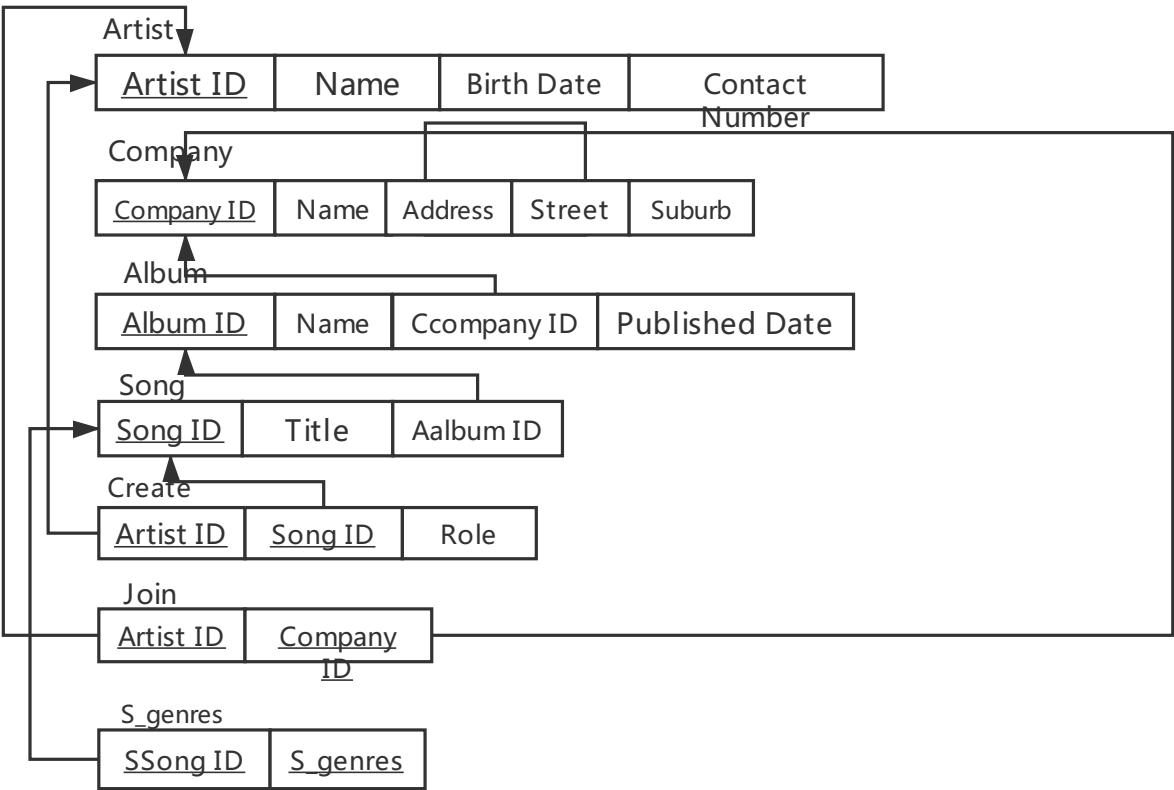 Artist
Artist ID Name Birth Date Contact
Number
Company
Company ID Name Address Street Suburb
Album
Album ID Name Ccompany ID Published Date
Song
Song ID Title Aalbum ID
Create
Artist ID Song ID Role
Join
Artist ID Company
ID
S_genres
SSong ID S_genres